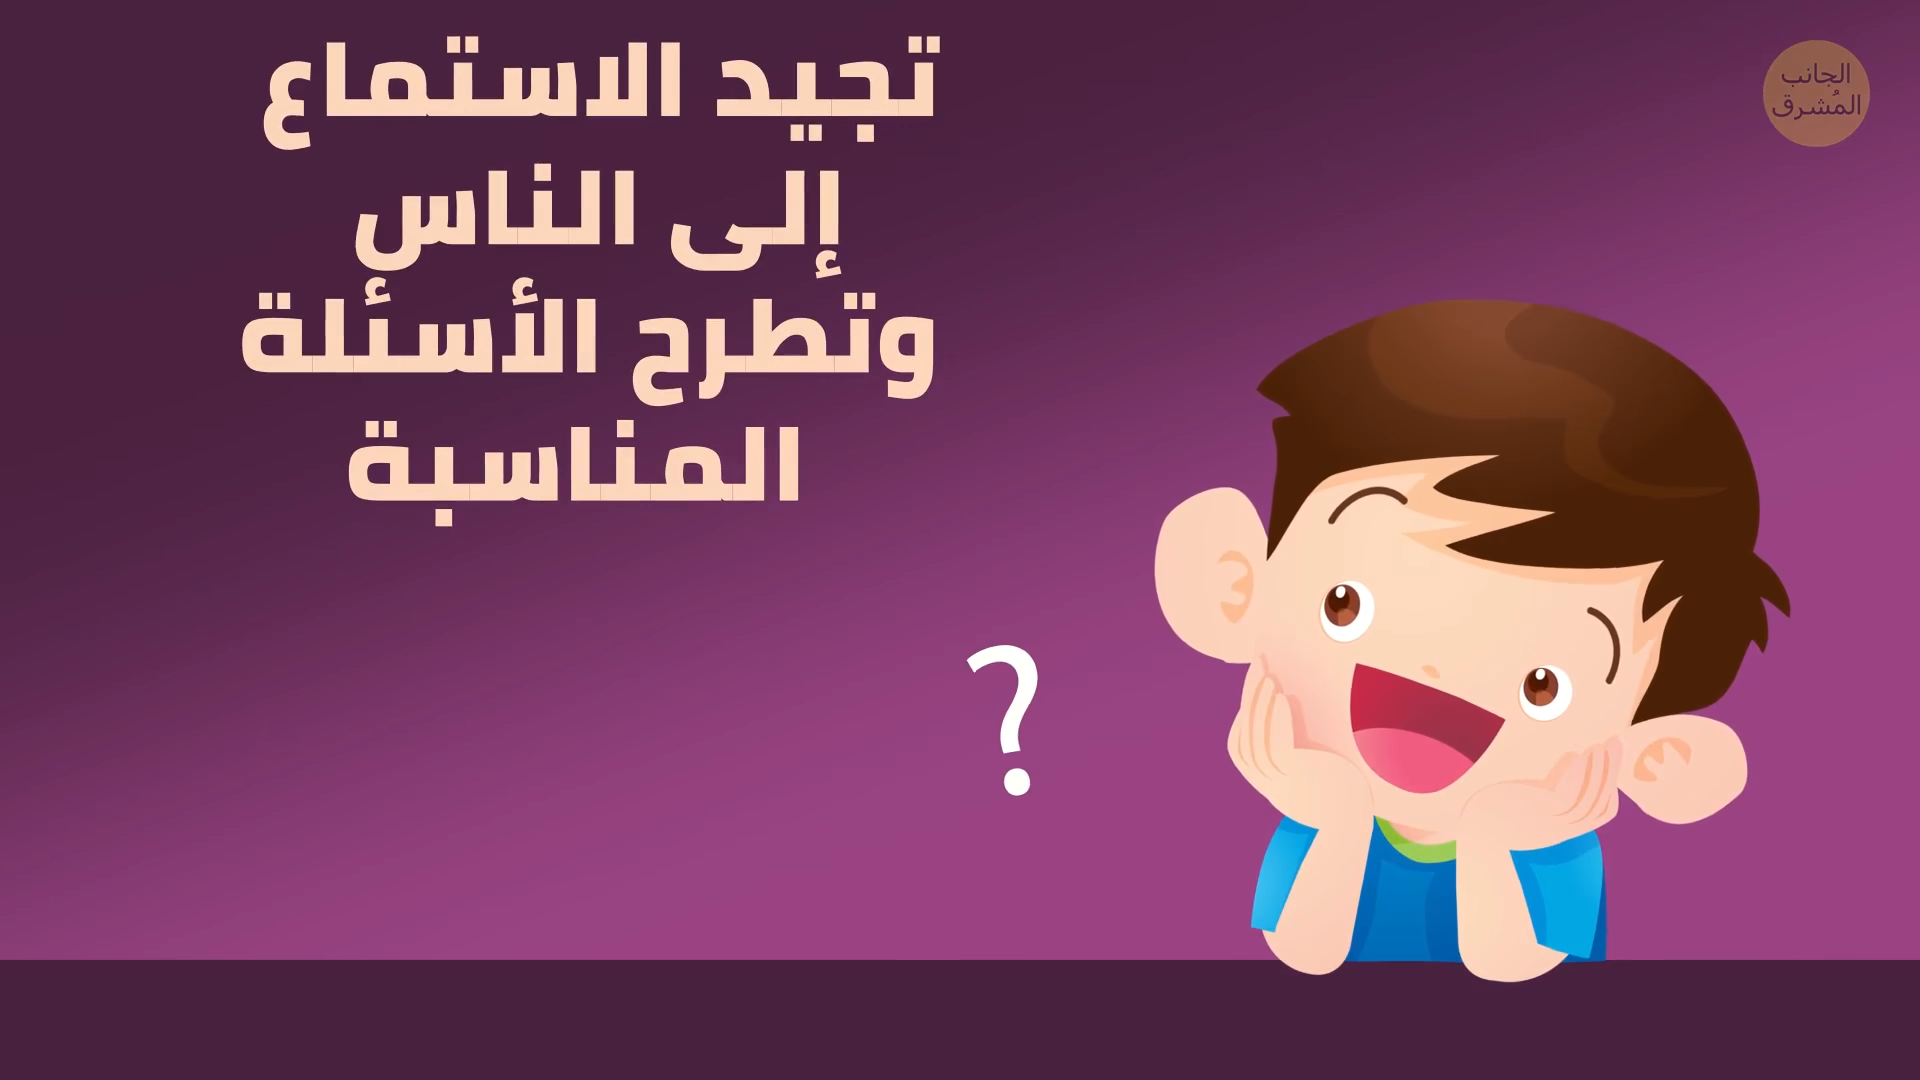 تجيد الاستماع
إلى الناس
وتطرح الأسئلة
المناسبة
?
الجانب
المُشرق